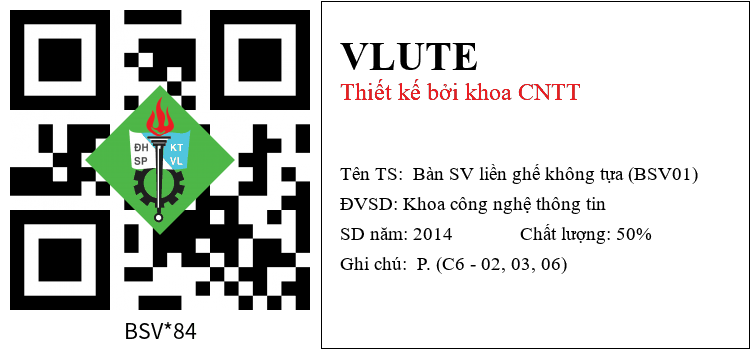 ĐH KT
SP VL
BSV*84
VLUTE
Thiết kế bởi khoa CNTT
Tên TS: Bàn SV liền ghế không tựa (BSV01)
ĐVSD: Khoa công nghệ thông tin
SD năm: 2014 Chất lượng: 50%
Ghi chú: P. (C6 - 02, 03, 06)